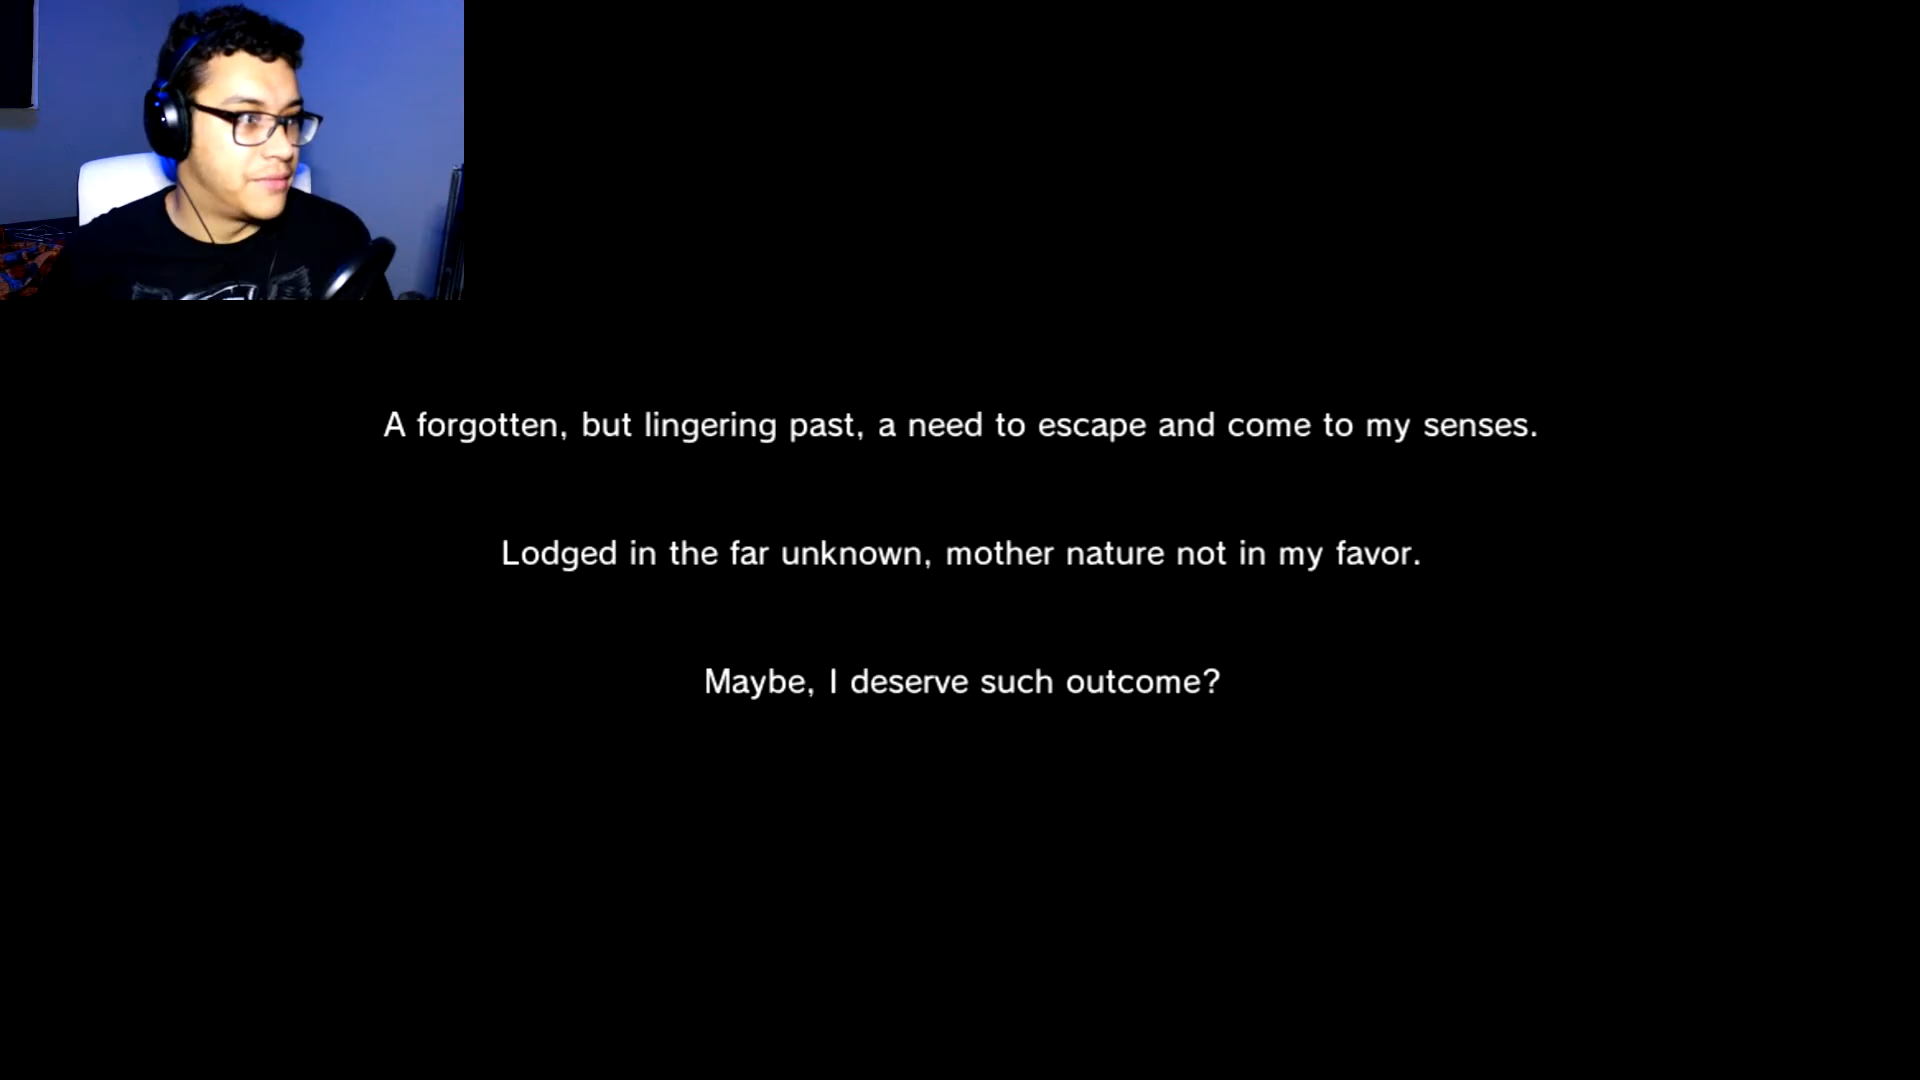 A forgotten, but lingering past, a need to escape and come to my senses.
Lodged in the far unknown, mother nature not in my favor.
Maybe, I deserve such outcome?